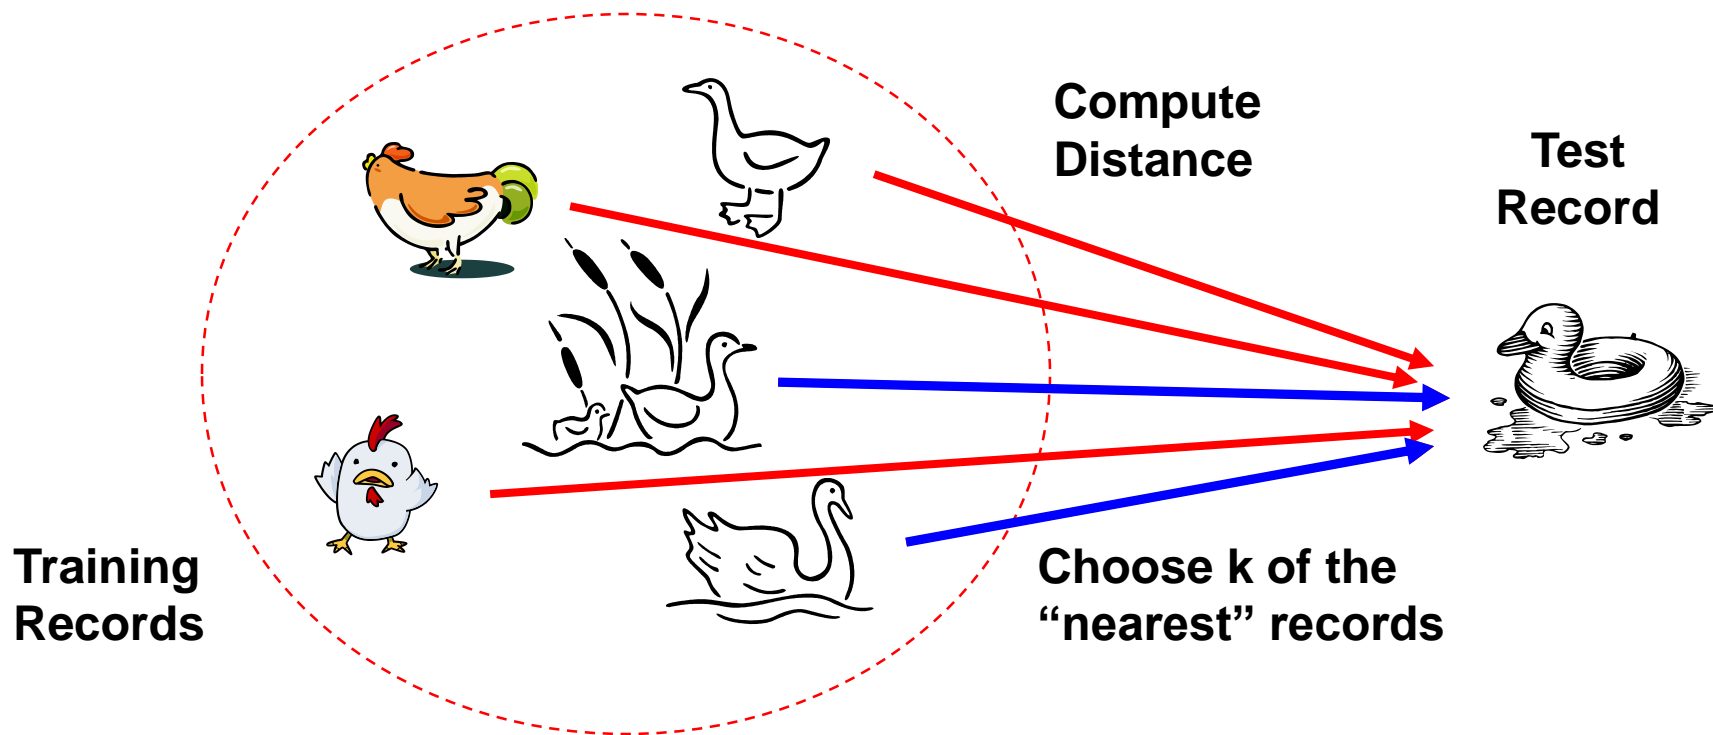 Compute
Distance
Test
Record
Training
Records
Choose k of the
“nearest” records